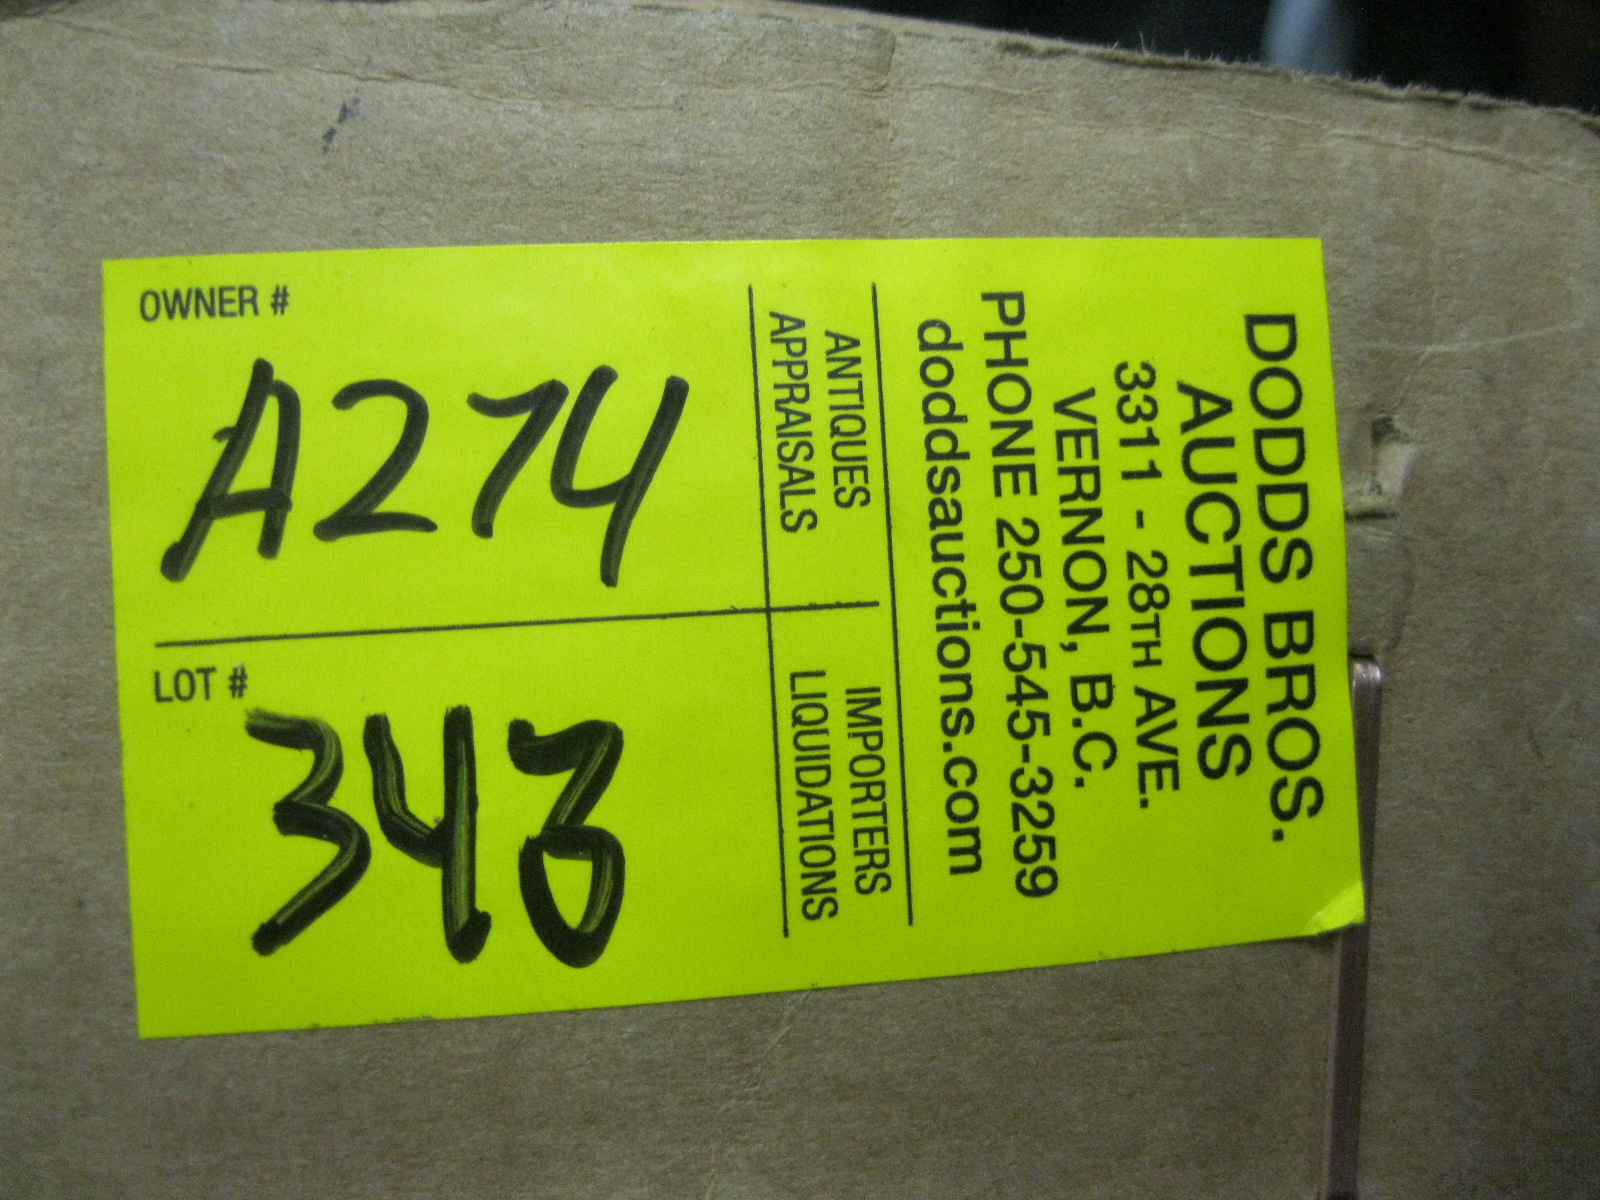 DODDS BROS.
AUCTIONS
3311 - 28TH AVE.
VERNON, B.C.
PHONE 250-545-3259
doddsauctions.com
ANTIQUES
APPRAISALS
IMPORTERS
LIQUIDATIONS
OWNER #
A274
LOT #
348